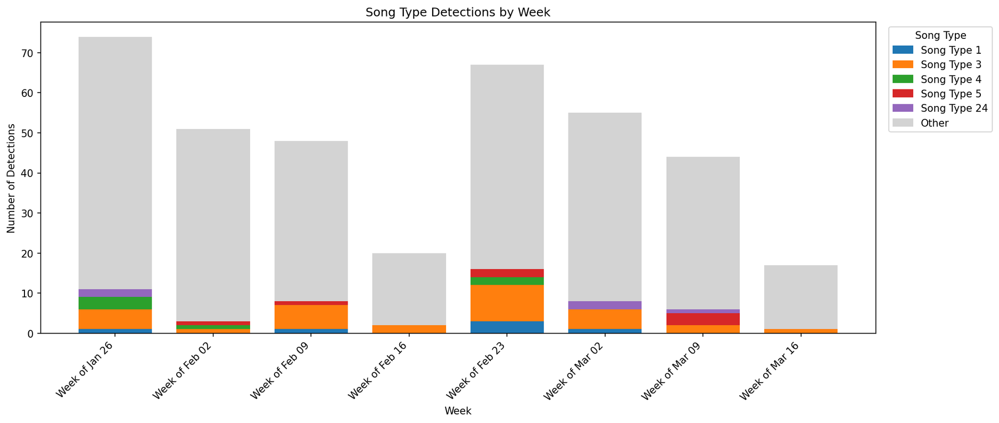 Song Type Detections by Week
Number of Detections
70
60
50
40
30
20
10
0
Week of Jan 26
Week of Feb 02
Week of Feb 09
Week of Feb 16
Week of Feb 23
Week of Mar 02
Week of Mar 09
Week of Mar 16
Week
Song Type
Song Type 1
Song Type 3
Song Type 4
Song Type 5
Song Type 24
Other